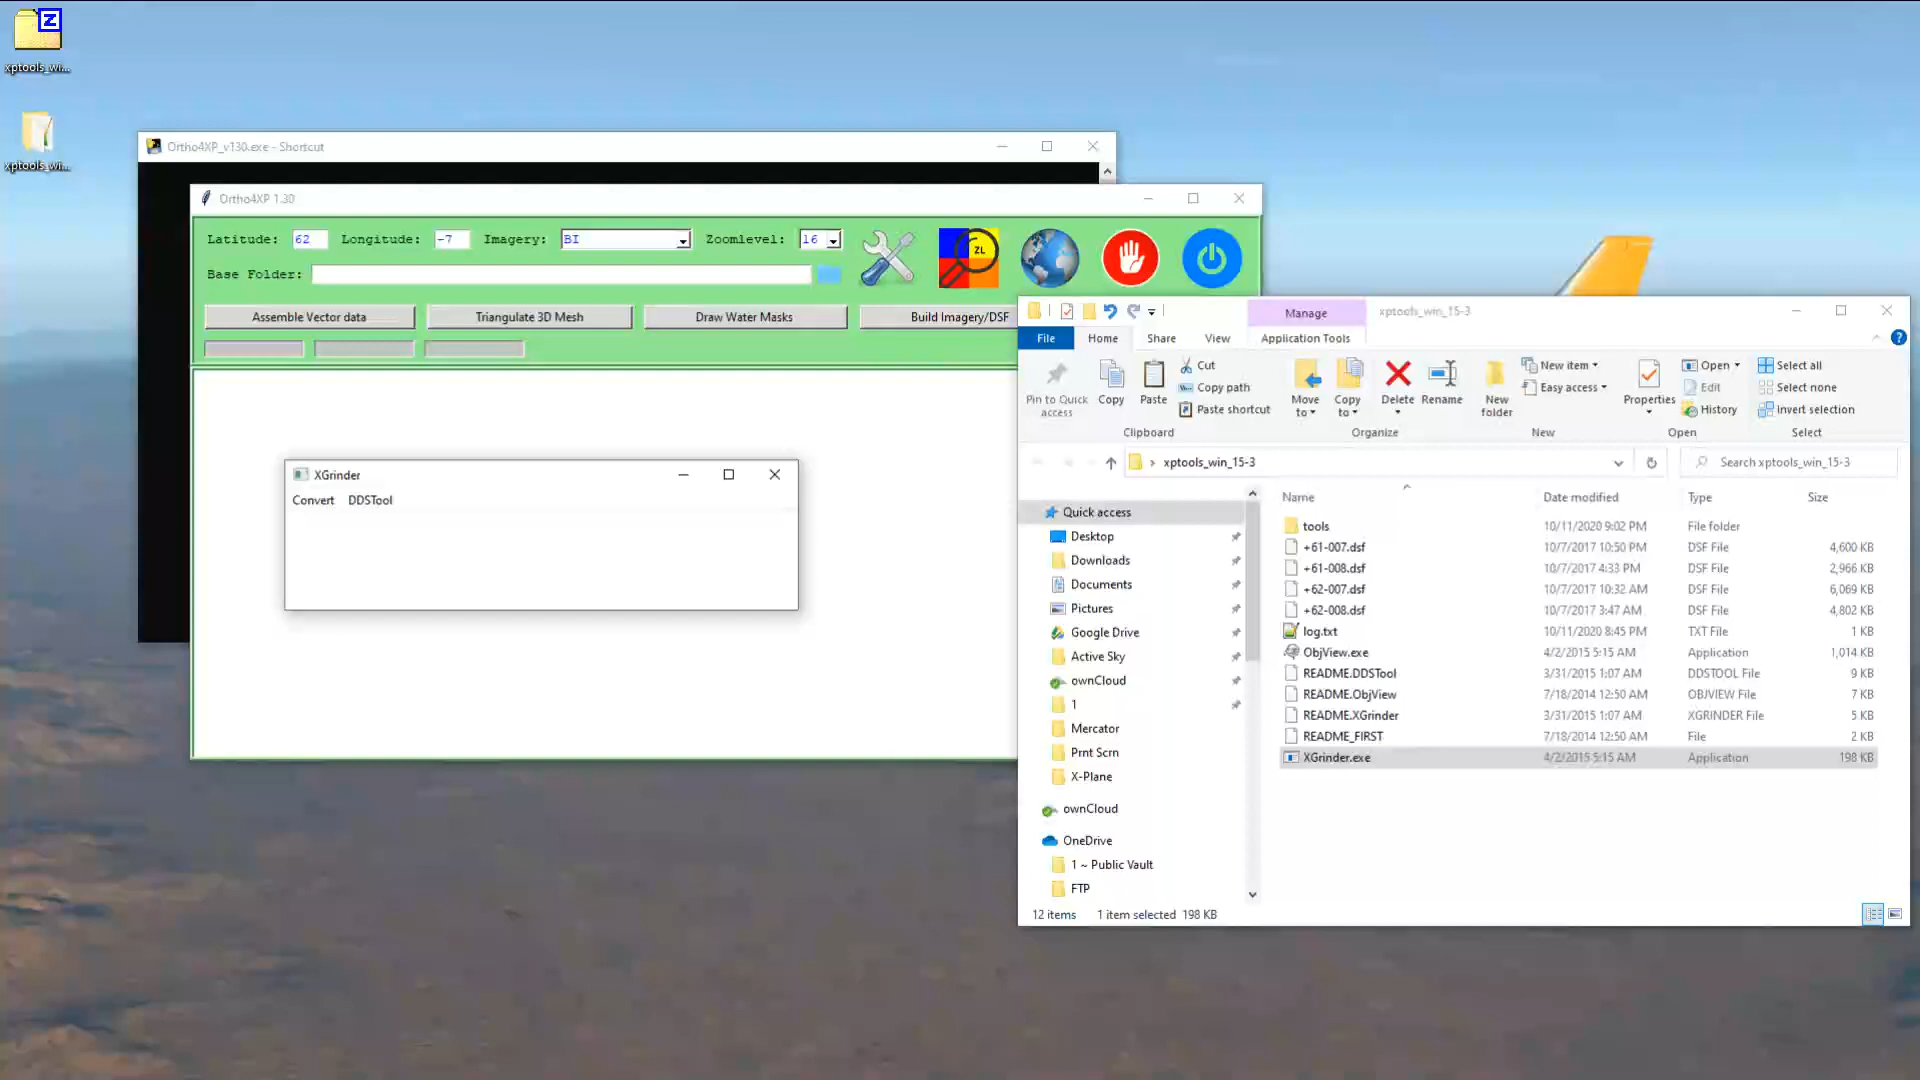 Z
xptools_wi...
xptools_wi...
Ortho4XP_v130.exe - Shortcut
Ortho4XP 1.30
Latitude: 62 Longitude: -7 Imagery: BI Zoomlevel: 16
ZL
Base Folder:
Assemble Vector data Triangulate 3D Mesh Draw Water Masks Build Imagery/DSF
XGrinder
Convert DDSTool
Manage xptools_win_15-3
File Home Share View Application Tools
Pin to Quick access
Copy
Paste
Cut
Copy path
Paste shortcut
Clipboard
Move to
Copy to
Delete
Rename
Organize
New folder
New item
Easy access
New
Properties
Open
Edit
History
Open
Select all
Select none
Invert selection
Select
xptools_win_15-3
Search xptools_win_15-3
Quick access
Desktop
Downloads
Documents
Pictures
Google Drive
Active Sky
ownCloud
1
Mercator
Prnt Scrn
X-Plane
ownCloud
OneDrive
1 ~ Public Vault
FTP
Name Date modified Type Size
tools 10/11/2020 9:02 PM File folder
+61-007.dsf 10/7/2017 10:50 PM DSF File 4,600 KB
+61-008.dsf 10/7/2017 4:33 PM DSF File 2,966 KB
+62-007.dsf 10/7/2017 10:32 AM DSF File 6,069 KB
+62-008.dsf 10/7/2017 3:47 AM DSF File 4,802 KB
log.txt 10/11/2020 8:45 PM TXT File 1 KB
ObjView.exe 4/2/2015 5:15 AM Application 1,014 KB
README.DDSTool 3/31/2015 1:07 AM DDSTOOL File 9 KB
README.ObjView 7/18/2014 12:50 AM OBJVIEW File 7 KB
README.XGrinder 3/31/2015 1:07 AM XGRINDER File 5 KB
README_FIRST 7/18/2014 12:50 AM File 2 KB
XGrinder.exe 4/2/2015 5:15 AM Application 198 KB
12 items 1 item selected 198 KB